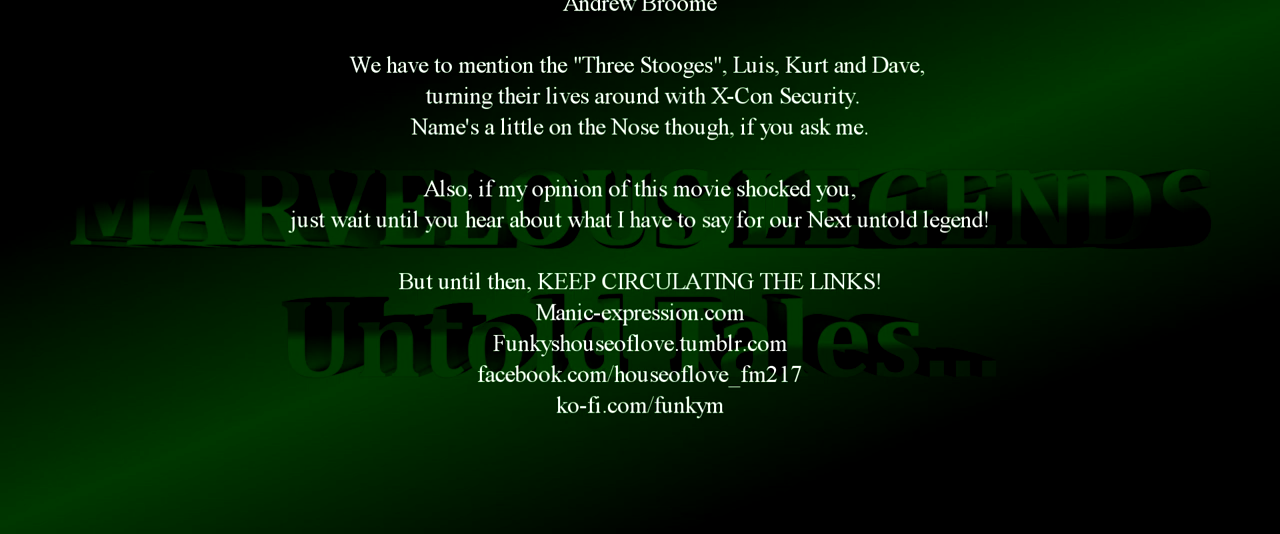 Andrew Broome
We have to mention the "Three Stooges", Luis, Kurt and Dave,
turning their lives around with X-Con Security.
Name's a little on the Nose though, if you ask me.
MARVELOUS LEGENDS
Also, if my opinion of this movie shocked you,
just wait until you hear about what I have to say for our Next untold legend!
But until then, KEEP CIRCULATING THE LINKS!
Manic-expression.com
Untold Tales...
Funkyshouseoflove.tumblr.com
facebook.com/houseoflove_fm217
ko-fi.com/funkym